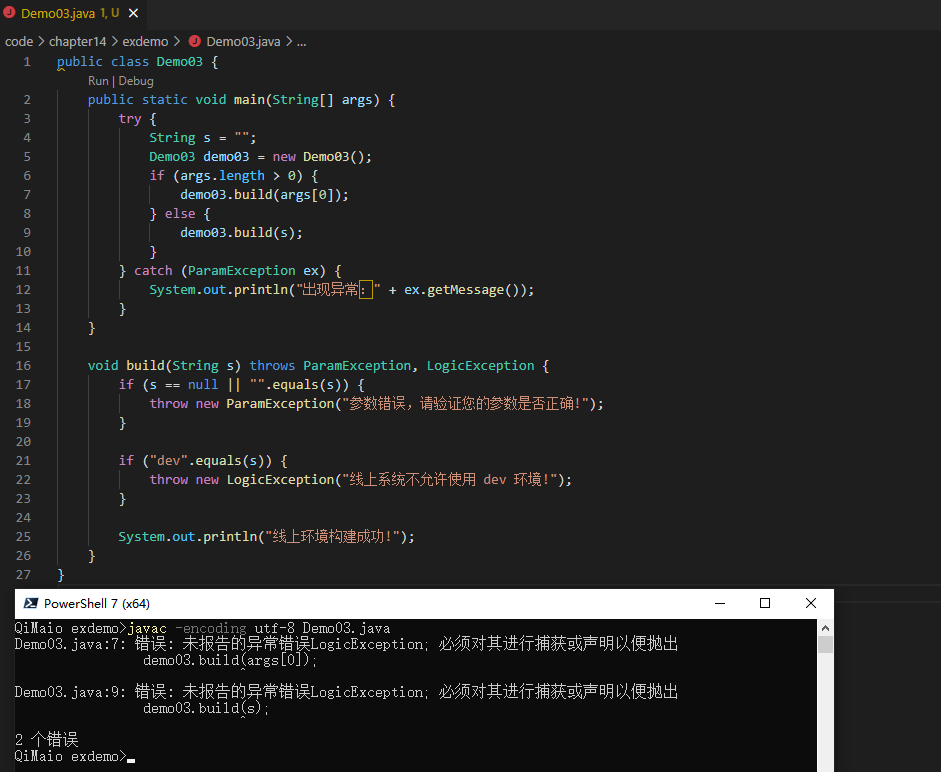 Demo03.java 1, U
code > chapter14 > exdemo > Demo03.java > ...
1 public class Demo03 {
Run | Debug
2 public static void main(String[] args) {
3 try {
4 String s = "";
5 Demo03 demo03 = new Demo03();
6 if (args.length > 0) {
7 demo03.build(args[0]);
8 } else {
9 demo03.build(s);
10 }
11 } catch (ParamException ex) {
12 System.out.println("出现异常：" + ex.getMessage());
13 }
14 }
15
16 void build(String s) throws ParamException, LogicException {
17 if (s == null || "".equals(s)) {
18 throw new ParamException("参数错误，请验证您的参数是否正确!");
19 }
20
21 if ("dev".equals(s)) {
22 throw new LogicException("线上系统不允许使用 dev 环境!");
23 }
24
25 System.out.println("线上环境构建成功!");
26 }
27 }
PowerShell 7 (x64)
QiMaio exdemo>javac -encoding utf-8 Demo03.java
Demo03.java:7: 错误: 未报告的异常错误LogicException; 必须对其进行捕获或声明以便抛出
demo03.build(args[0]);
^
Demo03.java:9: 错误: 未报告的异常错误LogicException; 必须对其进行捕获或声明以便抛出
demo03.build(s);
^
2 个错误
QiMaio exdemo>